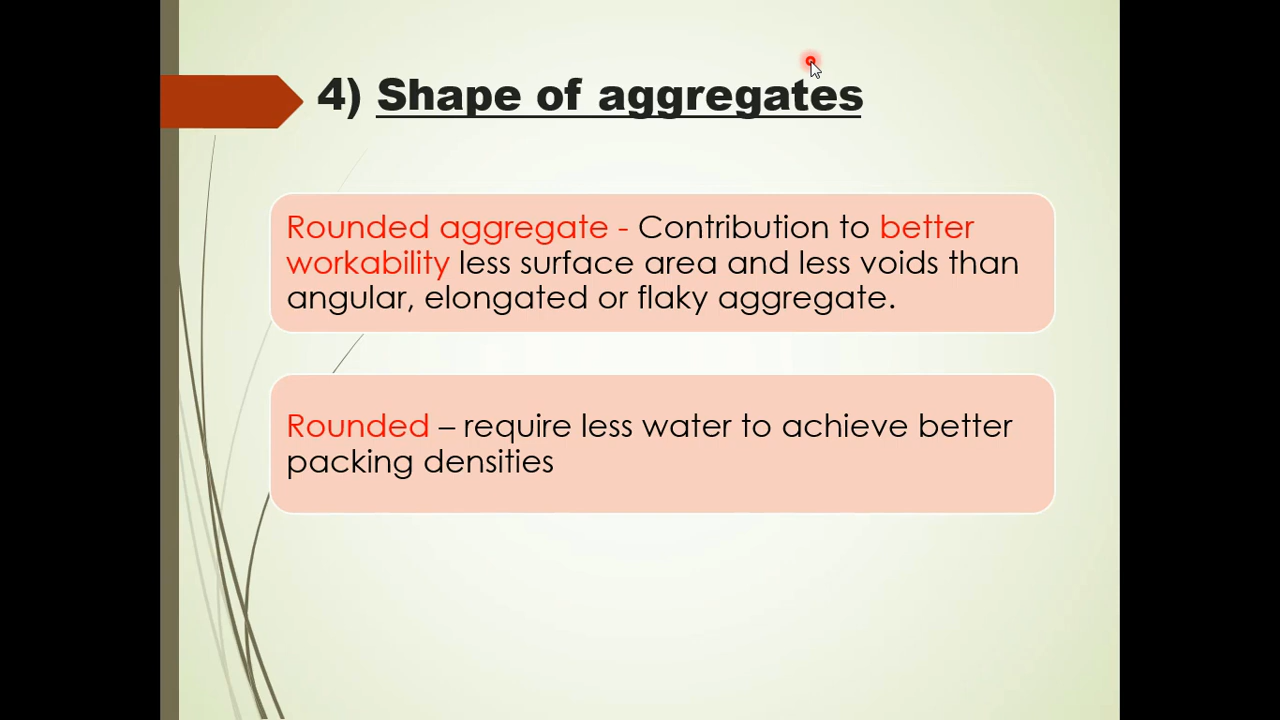 4) Shape of aggregates
Rounded aggregate - Contribution to better
workability less surface area and less voids than
angular, elongated or flaky aggregate.
Rounded – require less water to achieve better
packing densities